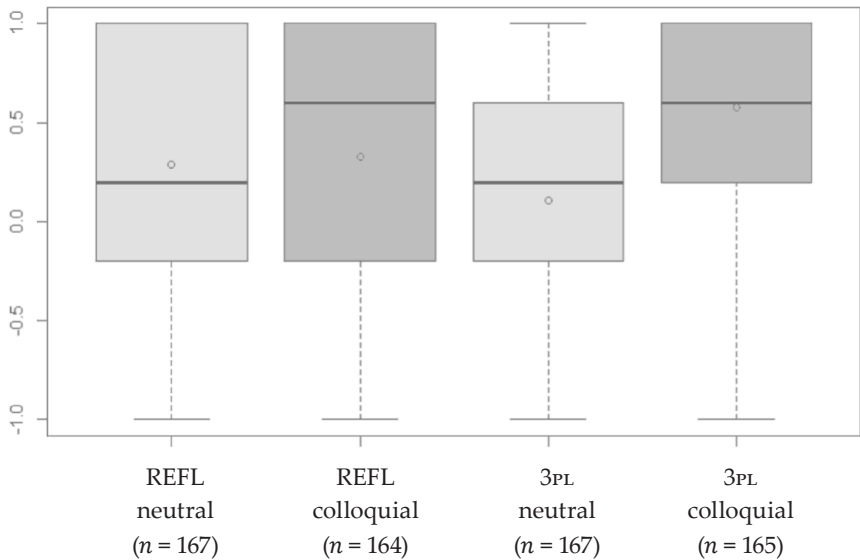 1.0
0.5
0.0
-0.5
-1.0
REFL REFL 3PL 3PL
neutral colloquial neutral colloquial
(n = 167) (n = 164) (n = 167) (n = 165)